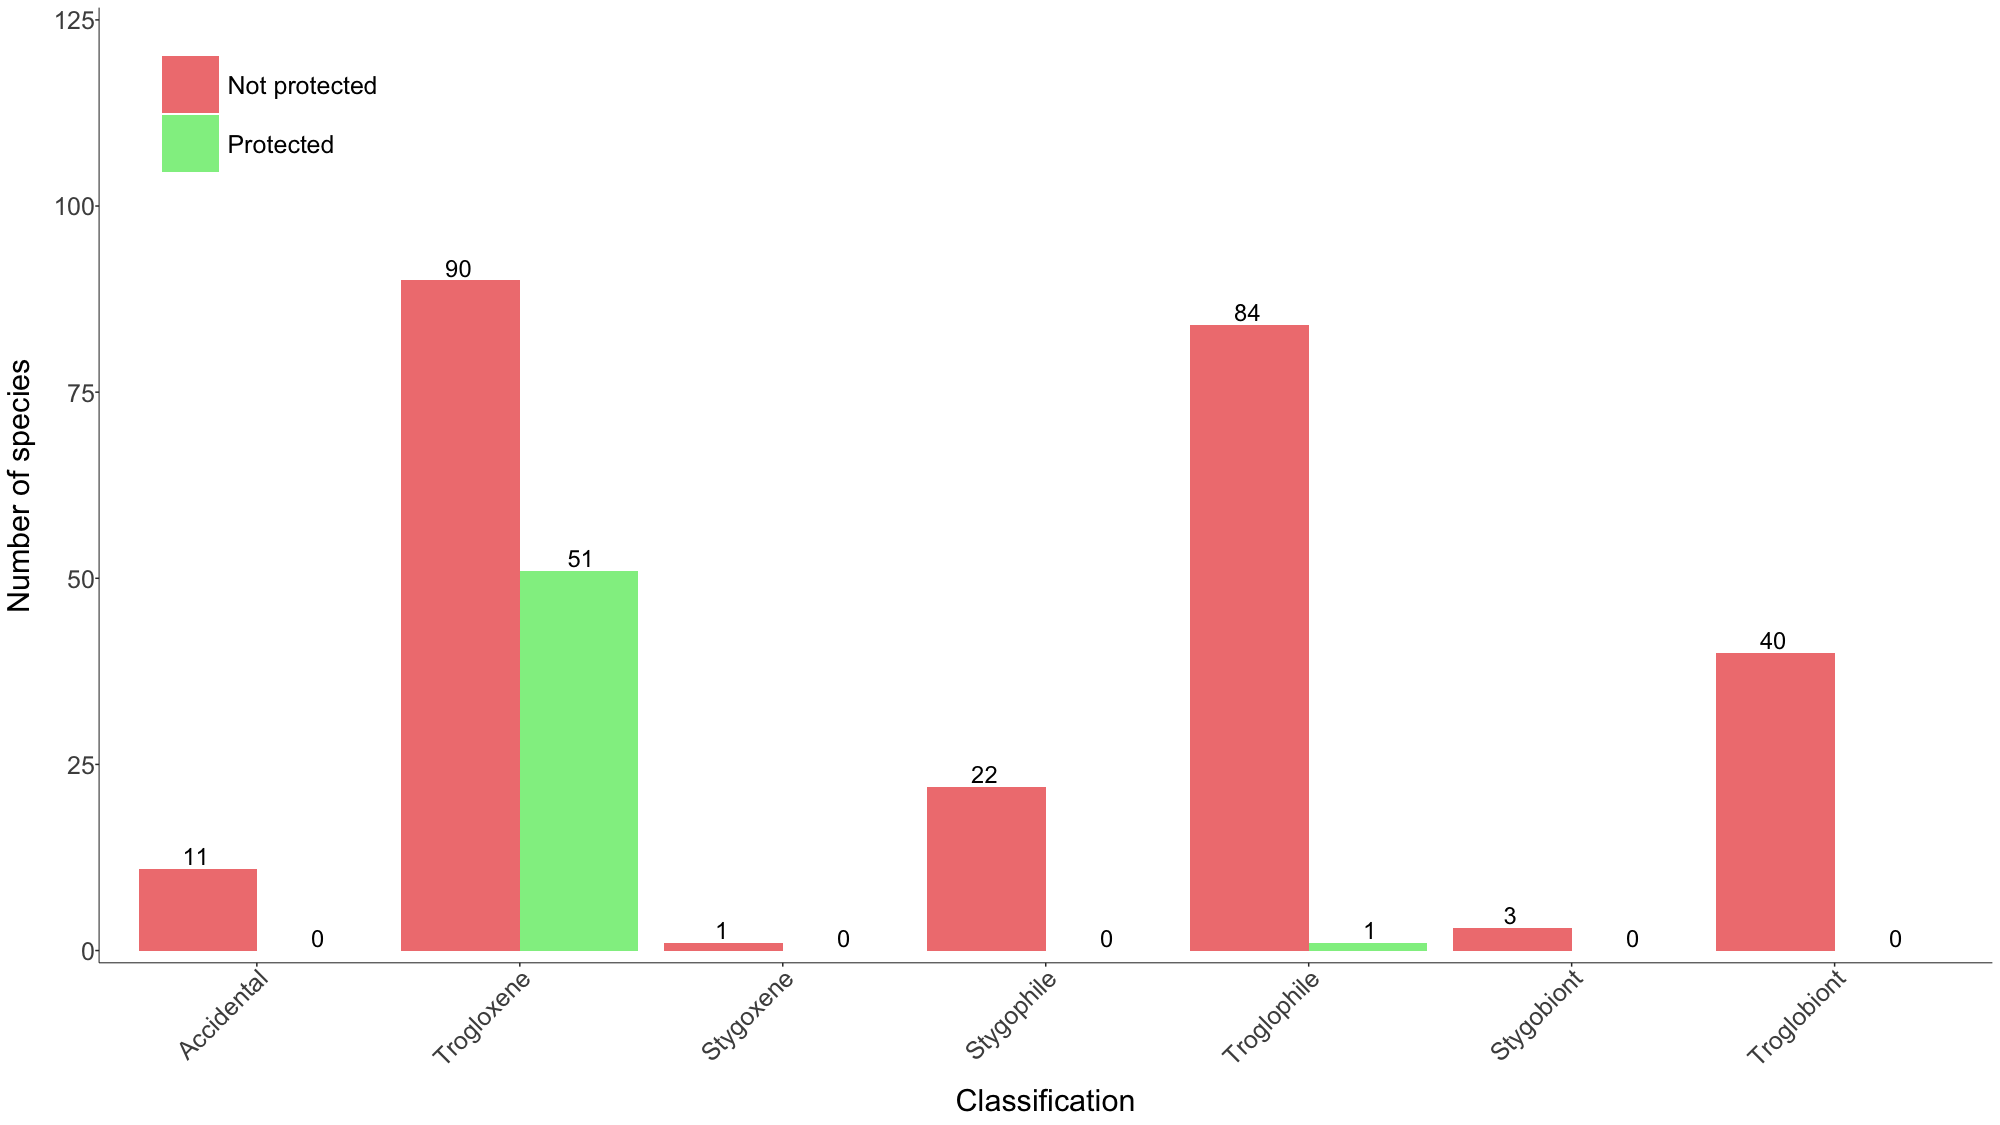 125
100
75
50
25
0
Number of species
Not protected
Protected
11
0
90
51
1
0
22
0
84
1
3
0
40
0
Accidental
Trogloxene
Stygoxene
Stygophile
Troglophile
Stygobiont
Troglobiont
Classification